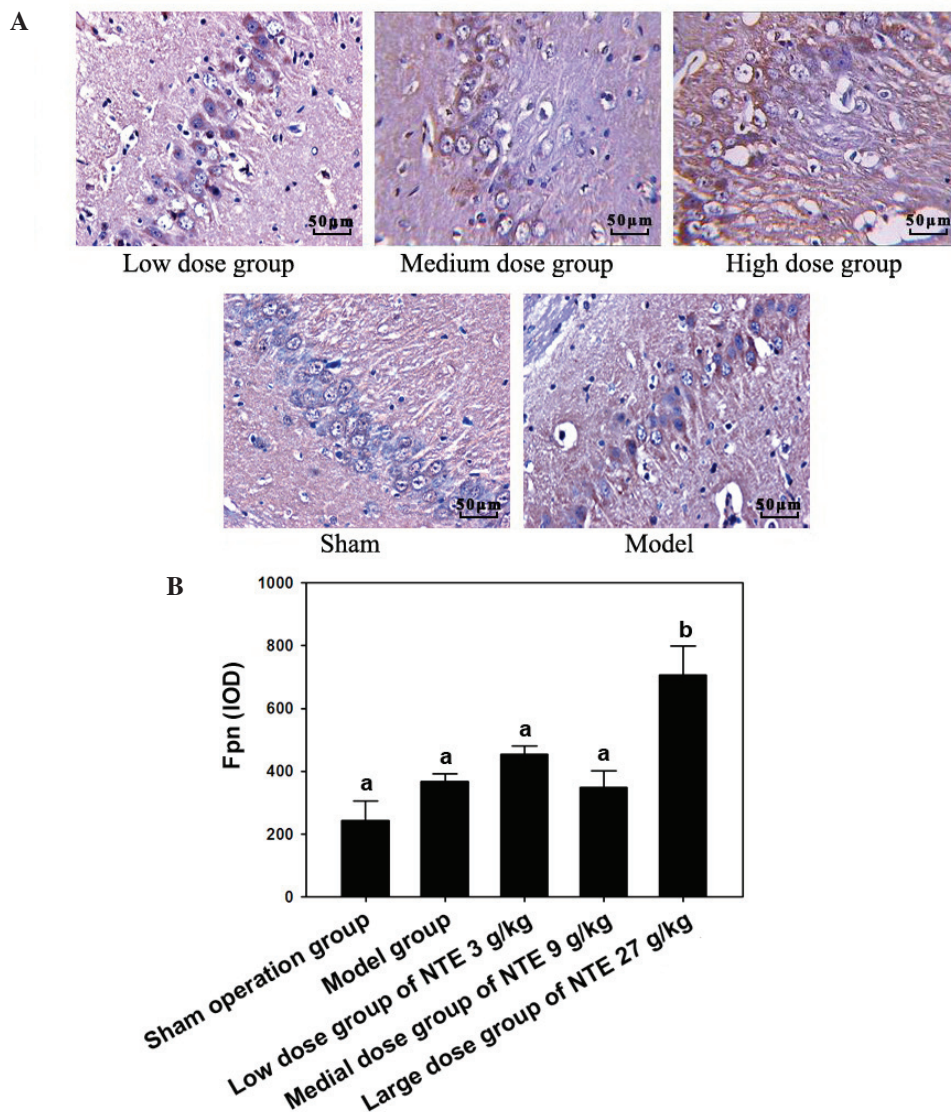 A
50μm
50μm
50μm
Low dose group
Medium dose group
High dose group
50μm
50μm
Sham
Model
B
1000
800
600
400
200
0
Fpn (IOD)
a
a
a
a
b
Sham operation group
Model group
Low dose group of NTE 3 g/kg
Medial dose group of NTE 9 g/kg
Large dose group of NTE 27 g/kg